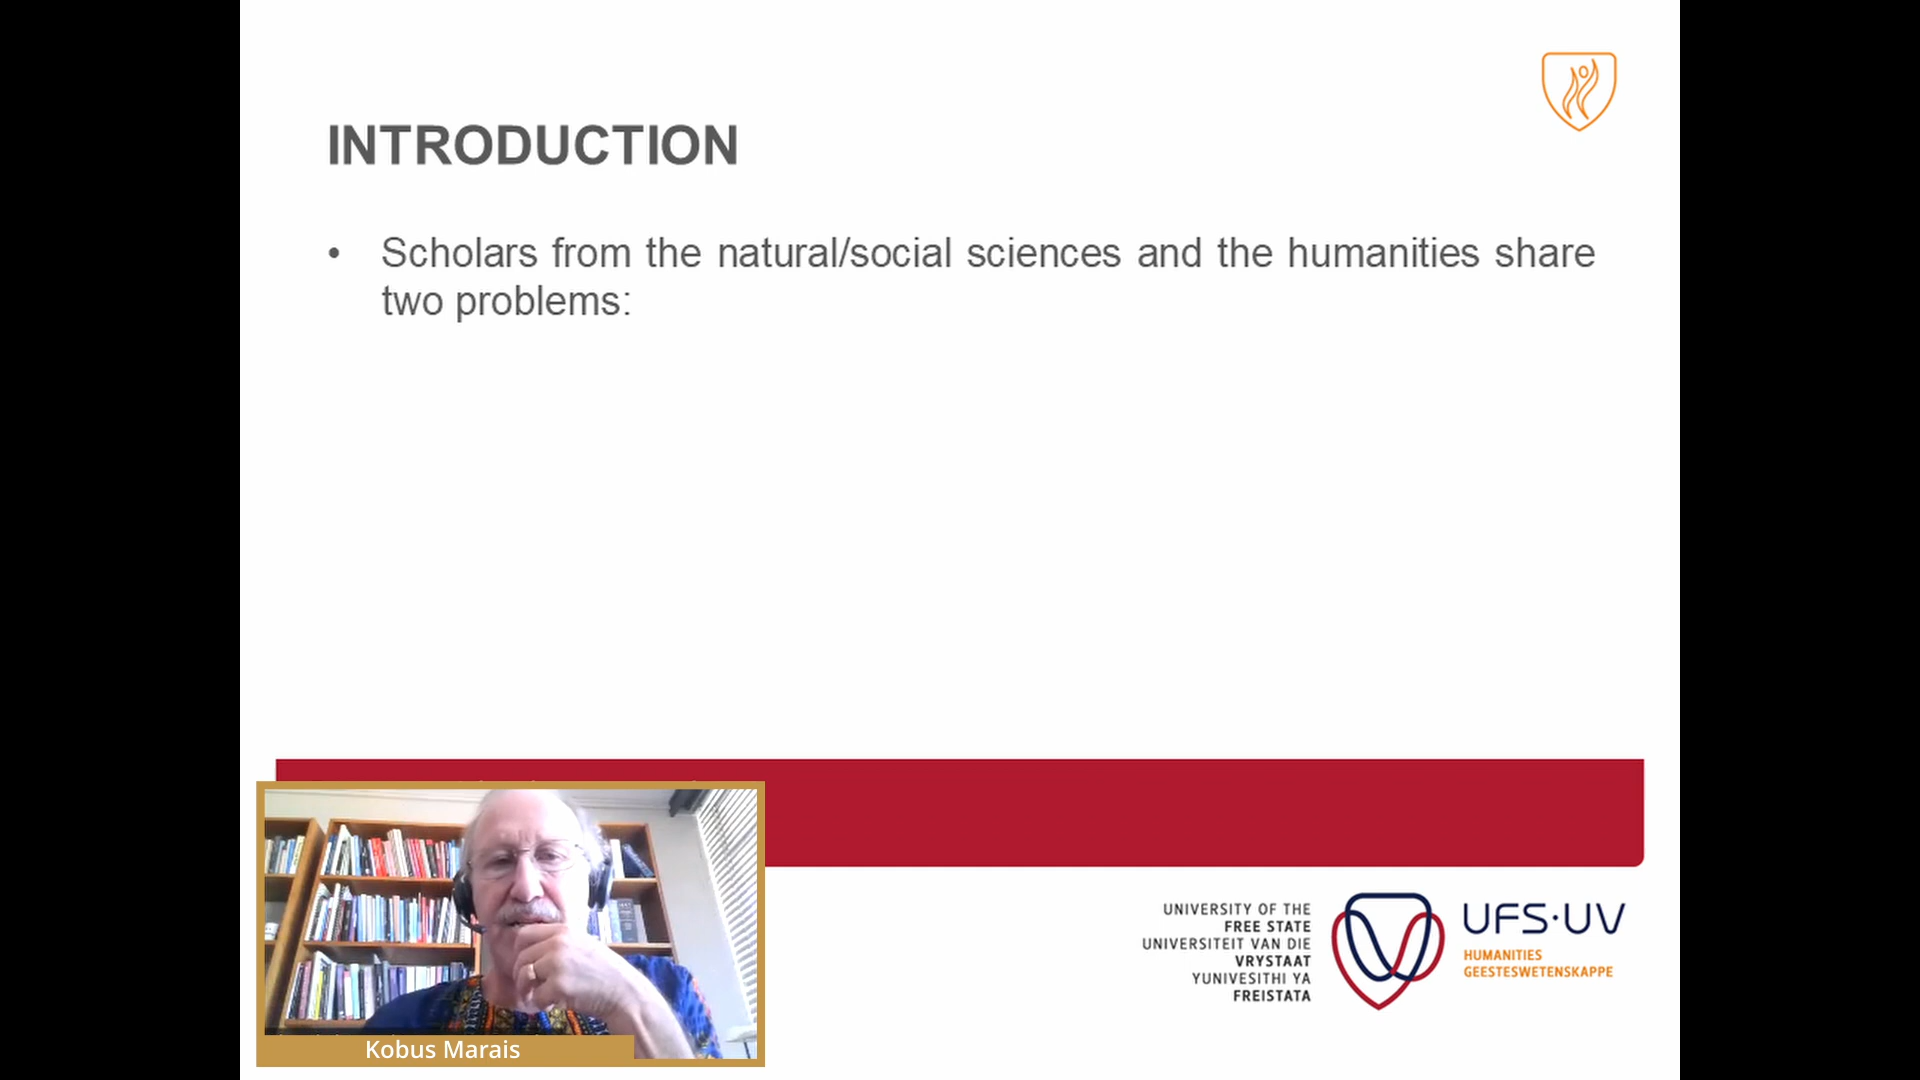 INTRODUCTION
• Scholars from the natural/social sciences and the humanities share
two problems:
UNIVERSITY OF THE
FREE STATE
UNIVERSITEIT VAN DIE
VRYSTAAT
YUNIVESITHI YA
FREISTATA
UFS·UV
HUMANITIES
GEESTESWETENSKAPPE
Kobus Marais